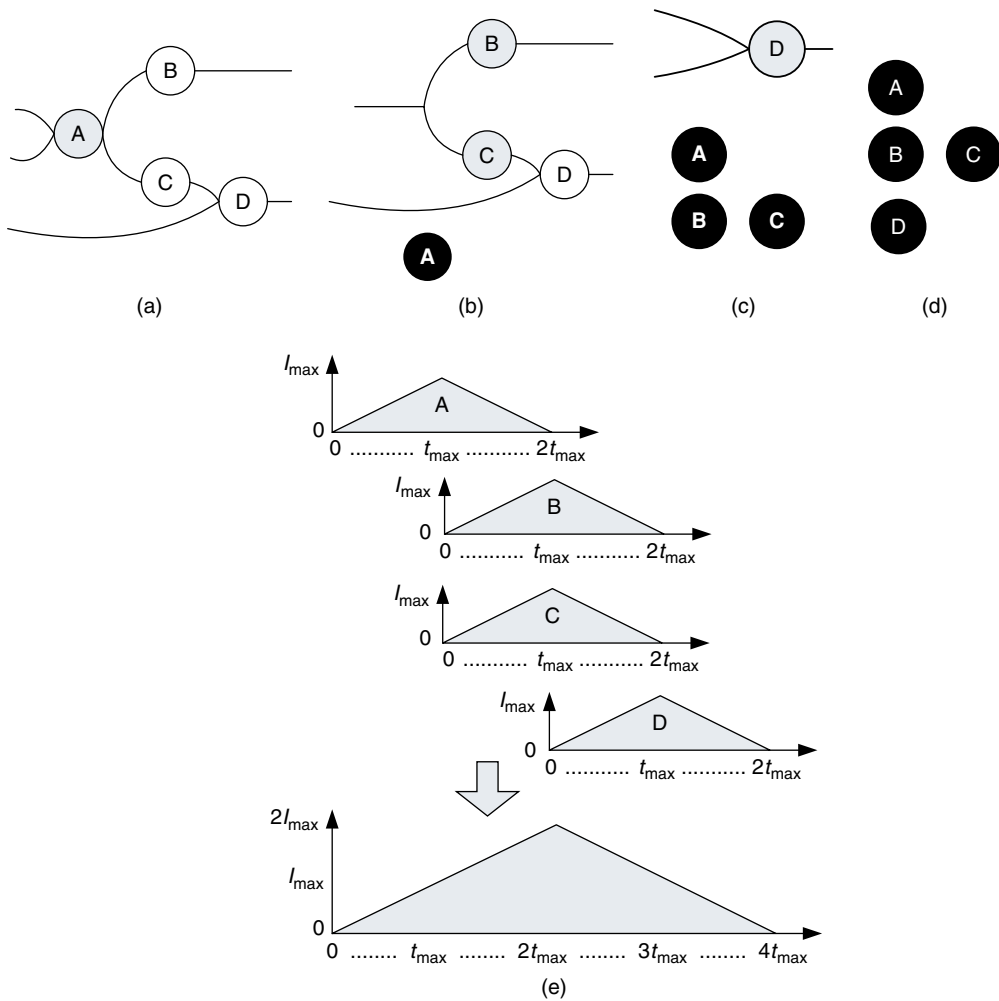 A
B
C
D
(a)
B
C
D
A
(b)
D
A
B C
(c)
A
B C
D
(d)
Imax
A
0
0 ........... tmax ........... 2tmax
Imax
B
0
0 ........... tmax ........... 2tmax
Imax
C
0
0 ........... tmax ........... 2tmax
Imax
D
0
0 ........... tmax ........... 2tmax
2Imax
Imax
0
0 ........ tmax ........ 2tmax ........ 3tmax ........ 4tmax
(e)